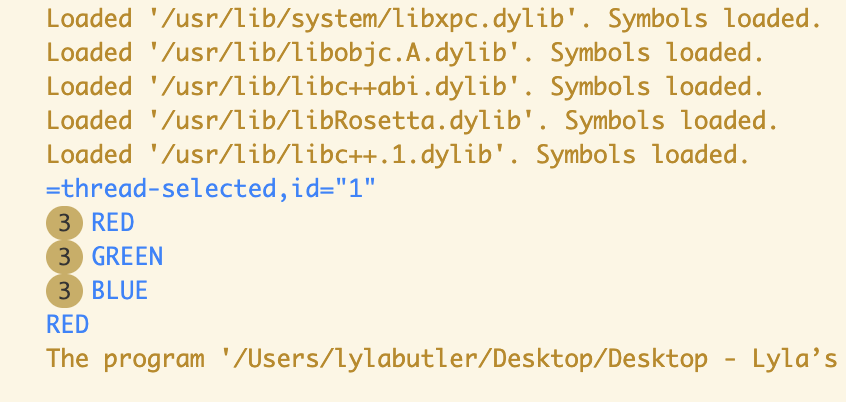 Loaded '/usr/lib/system/libxpc.dylib'. Symbols loaded.
Loaded '/usr/lib/libobjc.A.dylib'. Symbols loaded.
Loaded '/usr/lib/libc++abi.dylib'. Symbols loaded.
Loaded '/usr/lib/libRosetta.dylib'. Symbols loaded.
Loaded '/usr/lib/libc++.1.dylib'. Symbols loaded.
=thread-selected,id="1"
3 RED
3 GREEN
3 BLUE
RED
The program '/Users/lylabutler/Desktop/Desktop - Lyla’s